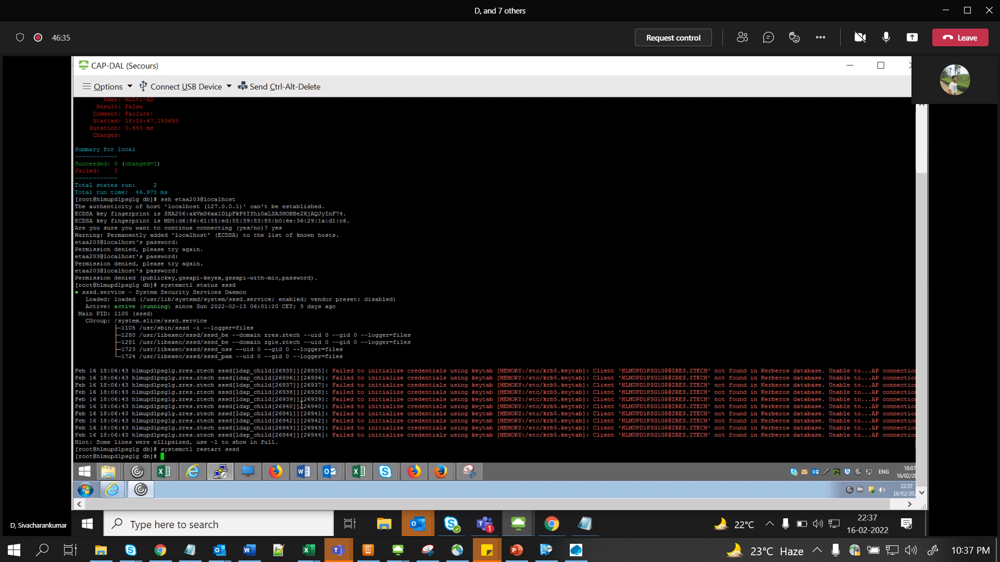 D, and 7 others
46:35
Request control
Leave
CAP-DAL (Secours)
Options
Connect USB Device
Send Ctrl-Alt-Delete
Name: Multi-AD
Result: False
Comment: Failure!
Started: 18:03:47.193693
Duration: 0.645 ms
Changes:
Summary for local
------------
Succeeded: 0 (changed=1)
Failed:    2
------------
Total states run:     2
Total run time:  46.975 ms
[root@hlmupd1psg1g db]# ssh etaa203@localhost
The authenticity of host 'localhost (127.0.0.1)' can't be established.
ECDSA key fingerprint is SHA256:akVmS6xx1DlpFkP8IYhiOxLSA3HOBBe2XjAQJyInF74.
ECDSA key fingerprint is MD5:d6:86:61:55:ed:55:39:83:85:b0:6e:36:29:1a:d1:c6.
Are you sure you want to continue connecting (yes/no)? yes
Warning: Permanently added 'localhost' (ECDSA) to the list of known hosts.
etaa203@localhost's password:
Permission denied, please try again.
etaa203@localhost's password:
Permission denied, please try again.
etaa203@localhost's password:
Permission denied (publickey,gssapi-keyex,gssapi-with-mic,password).
[root@hlmupd1psg1g db]# systemctl status sssd
● sssd.service - System Security Services Daemon
Loaded: loaded (/usr/lib/systemd/system/sssd.service; enabled; vendor preset: disabled)
Active: active (running) since Sun 2022-02-13 06:01:20 CET; 3 days ago
Main PID: 1105 (sssd)
CGroup: /system.slice/sssd.service
├─1105 /usr/sbin/sssd -i --logger=files
├─1280 /usr/libexec/sssd/sssd_be --domain zres.ztech --uid 0 --gid 0 --logger=files
├─1281 /usr/libexec/sssd/sssd_be --domain zgie.ztech --uid 0 --gid 0 --logger=files
├─1723 /usr/libexec/sssd/sssd_nss --uid 0 --gid 0 --logger=files
└─1724 /usr/libexec/sssd/sssd_pam --uid 0 --gid 0 --logger=files
Feb 16 18:06:43 hlmupd1psg1g.zres.ztech sssd[ldap_child[26935]][26935]: Failed to initialize credentials using keytab [MEMORY:/etc/krb5.keytab]: Client 'HLMUPD1PSG1G$@ZRES.ZTECH' not found in Kerberos database. Unable to...AP connection
Feb 16 18:06:43 hlmupd1psg1g.zres.ztech sssd[ldap_child[26936]][26936]: Failed to initialize credentials using keytab [MEMORY:/etc/krb5.keytab]: Client 'HLMUPD1PSG1G$@ZRES.ZTECH' not found in Kerberos database. Unable to...AP connection
Feb 16 18:06:43 hlmupd1psg1g.zres.ztech sssd[ldap_child[26937]][26937]: Failed to initialize credentials using keytab [MEMORY:/etc/krb5.keytab]: Client 'HLMUPD1PSG1G$@ZRES.ZTECH' not found in Kerberos database. Unable to...AP connection
Feb 16 18:06:43 hlmupd1psg1g.zres.ztech sssd[ldap_child[26938]][26938]: Failed to initialize credentials using keytab [MEMORY:/etc/krb5.keytab]: Client 'HLMUPD1PSG1G$@ZRES.ZTECH' not found in Kerberos database. Unable to...AP connection
Feb 16 18:06:43 hlmupd1psg1g.zres.ztech sssd[ldap_child[26939]][26939]: Failed to initialize credentials using keytab [MEMORY:/etc/krb5.keytab]: Client 'HLMUPD1PSG1G$@ZRES.ZTECH' not found in Kerberos database. Unable to...AP connection
Feb 16 18:06:43 hlmupd1psg1g.zres.ztech sssd[ldap_child[26940]][26940]: Failed to initialize credentials using keytab [MEMORY:/etc/krb5.keytab]: Client 'HLMUPD1PSG1G$@ZRES.ZTECH' not found in Kerberos database. Unable to...AP connection
Feb 16 18:06:43 hlmupd1psg1g.zres.ztech sssd[ldap_child[26941]][26941]: Failed to initialize credentials using keytab [MEMORY:/etc/krb5.keytab]: Client 'HLMUPD1PSG1G$@ZRES.ZTECH' not found in Kerberos database. Unable to...AP connection
Feb 16 18:06:43 hlmupd1psg1g.zres.ztech sssd[ldap_child[26942]][26942]: Failed to initialize credentials using keytab [MEMORY:/etc/krb5.keytab]: Client 'HLMUPD1PSG1G$@ZRES.ZTECH' not found in Kerberos database. Unable to...AP connection
Feb 16 18:06:43 hlmupd1psg1g.zres.ztech sssd[ldap_child[26943]][26943]: Failed to initialize credentials using keytab [MEMORY:/etc/krb5.keytab]: Client 'HLMUPD1PSG1G$@ZRES.ZTECH' not found in Kerberos database. Unable to...AP connection
Feb 16 18:06:43 hlmupd1psg1g.zres.ztech sssd[ldap_child[26944]][26944]: Failed to initialize credentials using keytab [MEMORY:/etc/krb5.keytab]: Client 'HLMUPD1PSG1G$@ZRES.ZTECH' not found in Kerberos database. Unable to...AP connection
Hint: Some lines were ellipsized, use -l to show in full.
[root@hlmupd1psg1g db]# systemctl restart sssd
[root@hlmupd1psg1g db]#
ENG
18:07
16/02/20
22:37
16/02/202
D, Sivacharankumar
Type here to search
1
22°C
22:37
16-02-2022
23°C Haze
10:37 PM